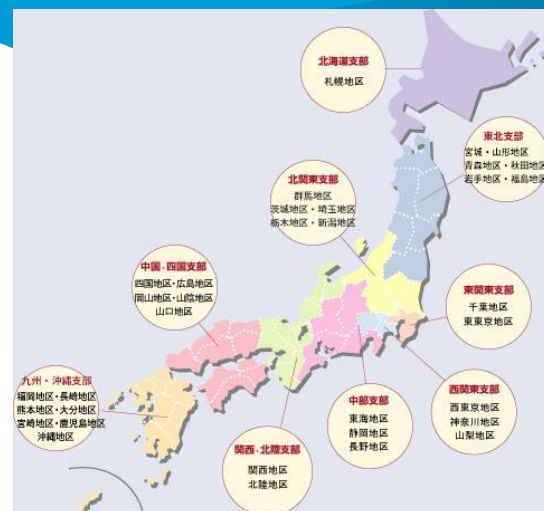 北海道支部
札幌地区
東北支部
宮城・山形地区
青森地区・秋田地区
岩手地区・福島地区
北関東支部
群馬地区
茨城地区・埼玉地区
栃木地区・新潟地区
中国・四国支部
四国地区・広島地区
岡山地区・山陰地区
山口地区
東関東支部
千葉地区
東東京地区
九州・沖縄支部
福岡地区・長崎地区
熊本地区・大分地区
宮崎地区・鹿児島地区
沖縄地区
西関東支部
西東京地区
神奈川地区
山梨地区
中部支部
東海地区
静岡地区
長野地区
関西・北陸支部
関西地区
北陸地区